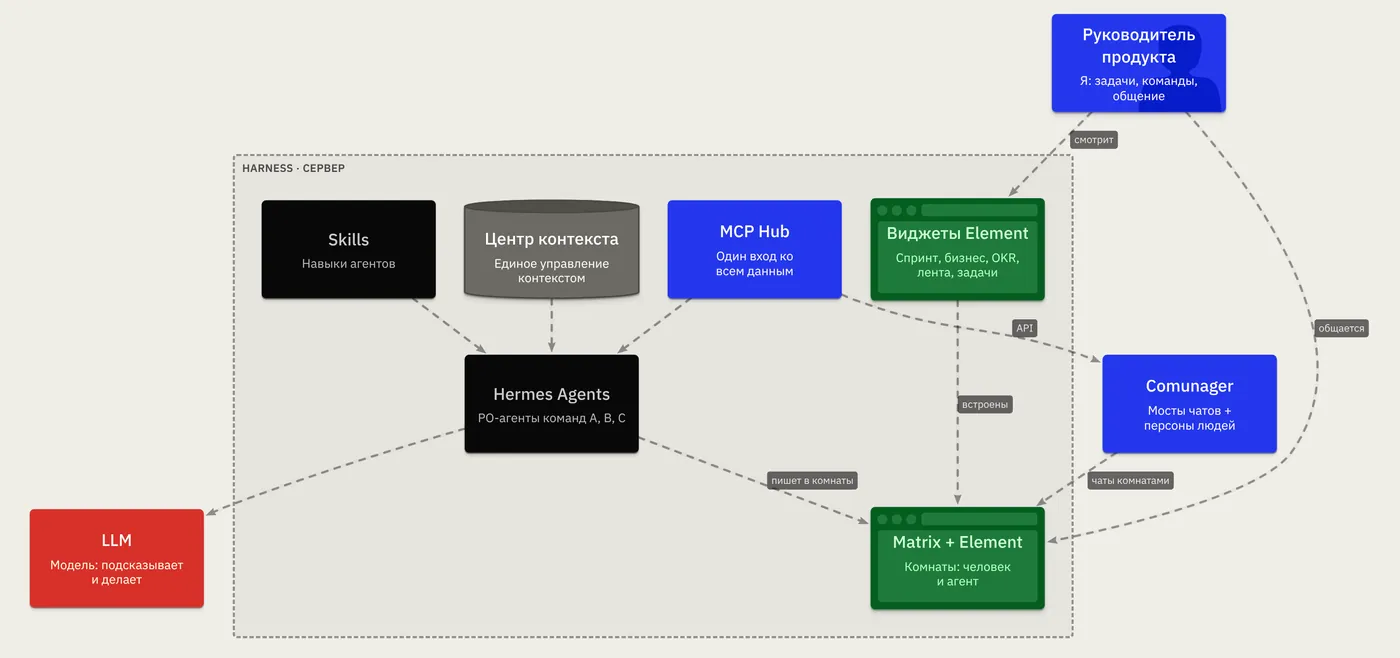 Руководитель
продукта
Я: задачи, команды,
общение
смотрит
HARNESS · СЕРВЕР
Skills
Навыки агентов
Центр контекста
Единое управление
контекстом
MCP Hub
Один вход ко
всем данным
Виджеты Element
Спринт, бизнес, OKR,
лента, задачи
API
общается
Hermes Agents
PO-агенты команд A, B, C
встроены
Comunager
Мосты чатов +
персоны людей
пишет в комнаты
чаты комнатами
LLM
Модель: подсказывает
и делает
Matrix + Element
Комнаты: человек
и агент